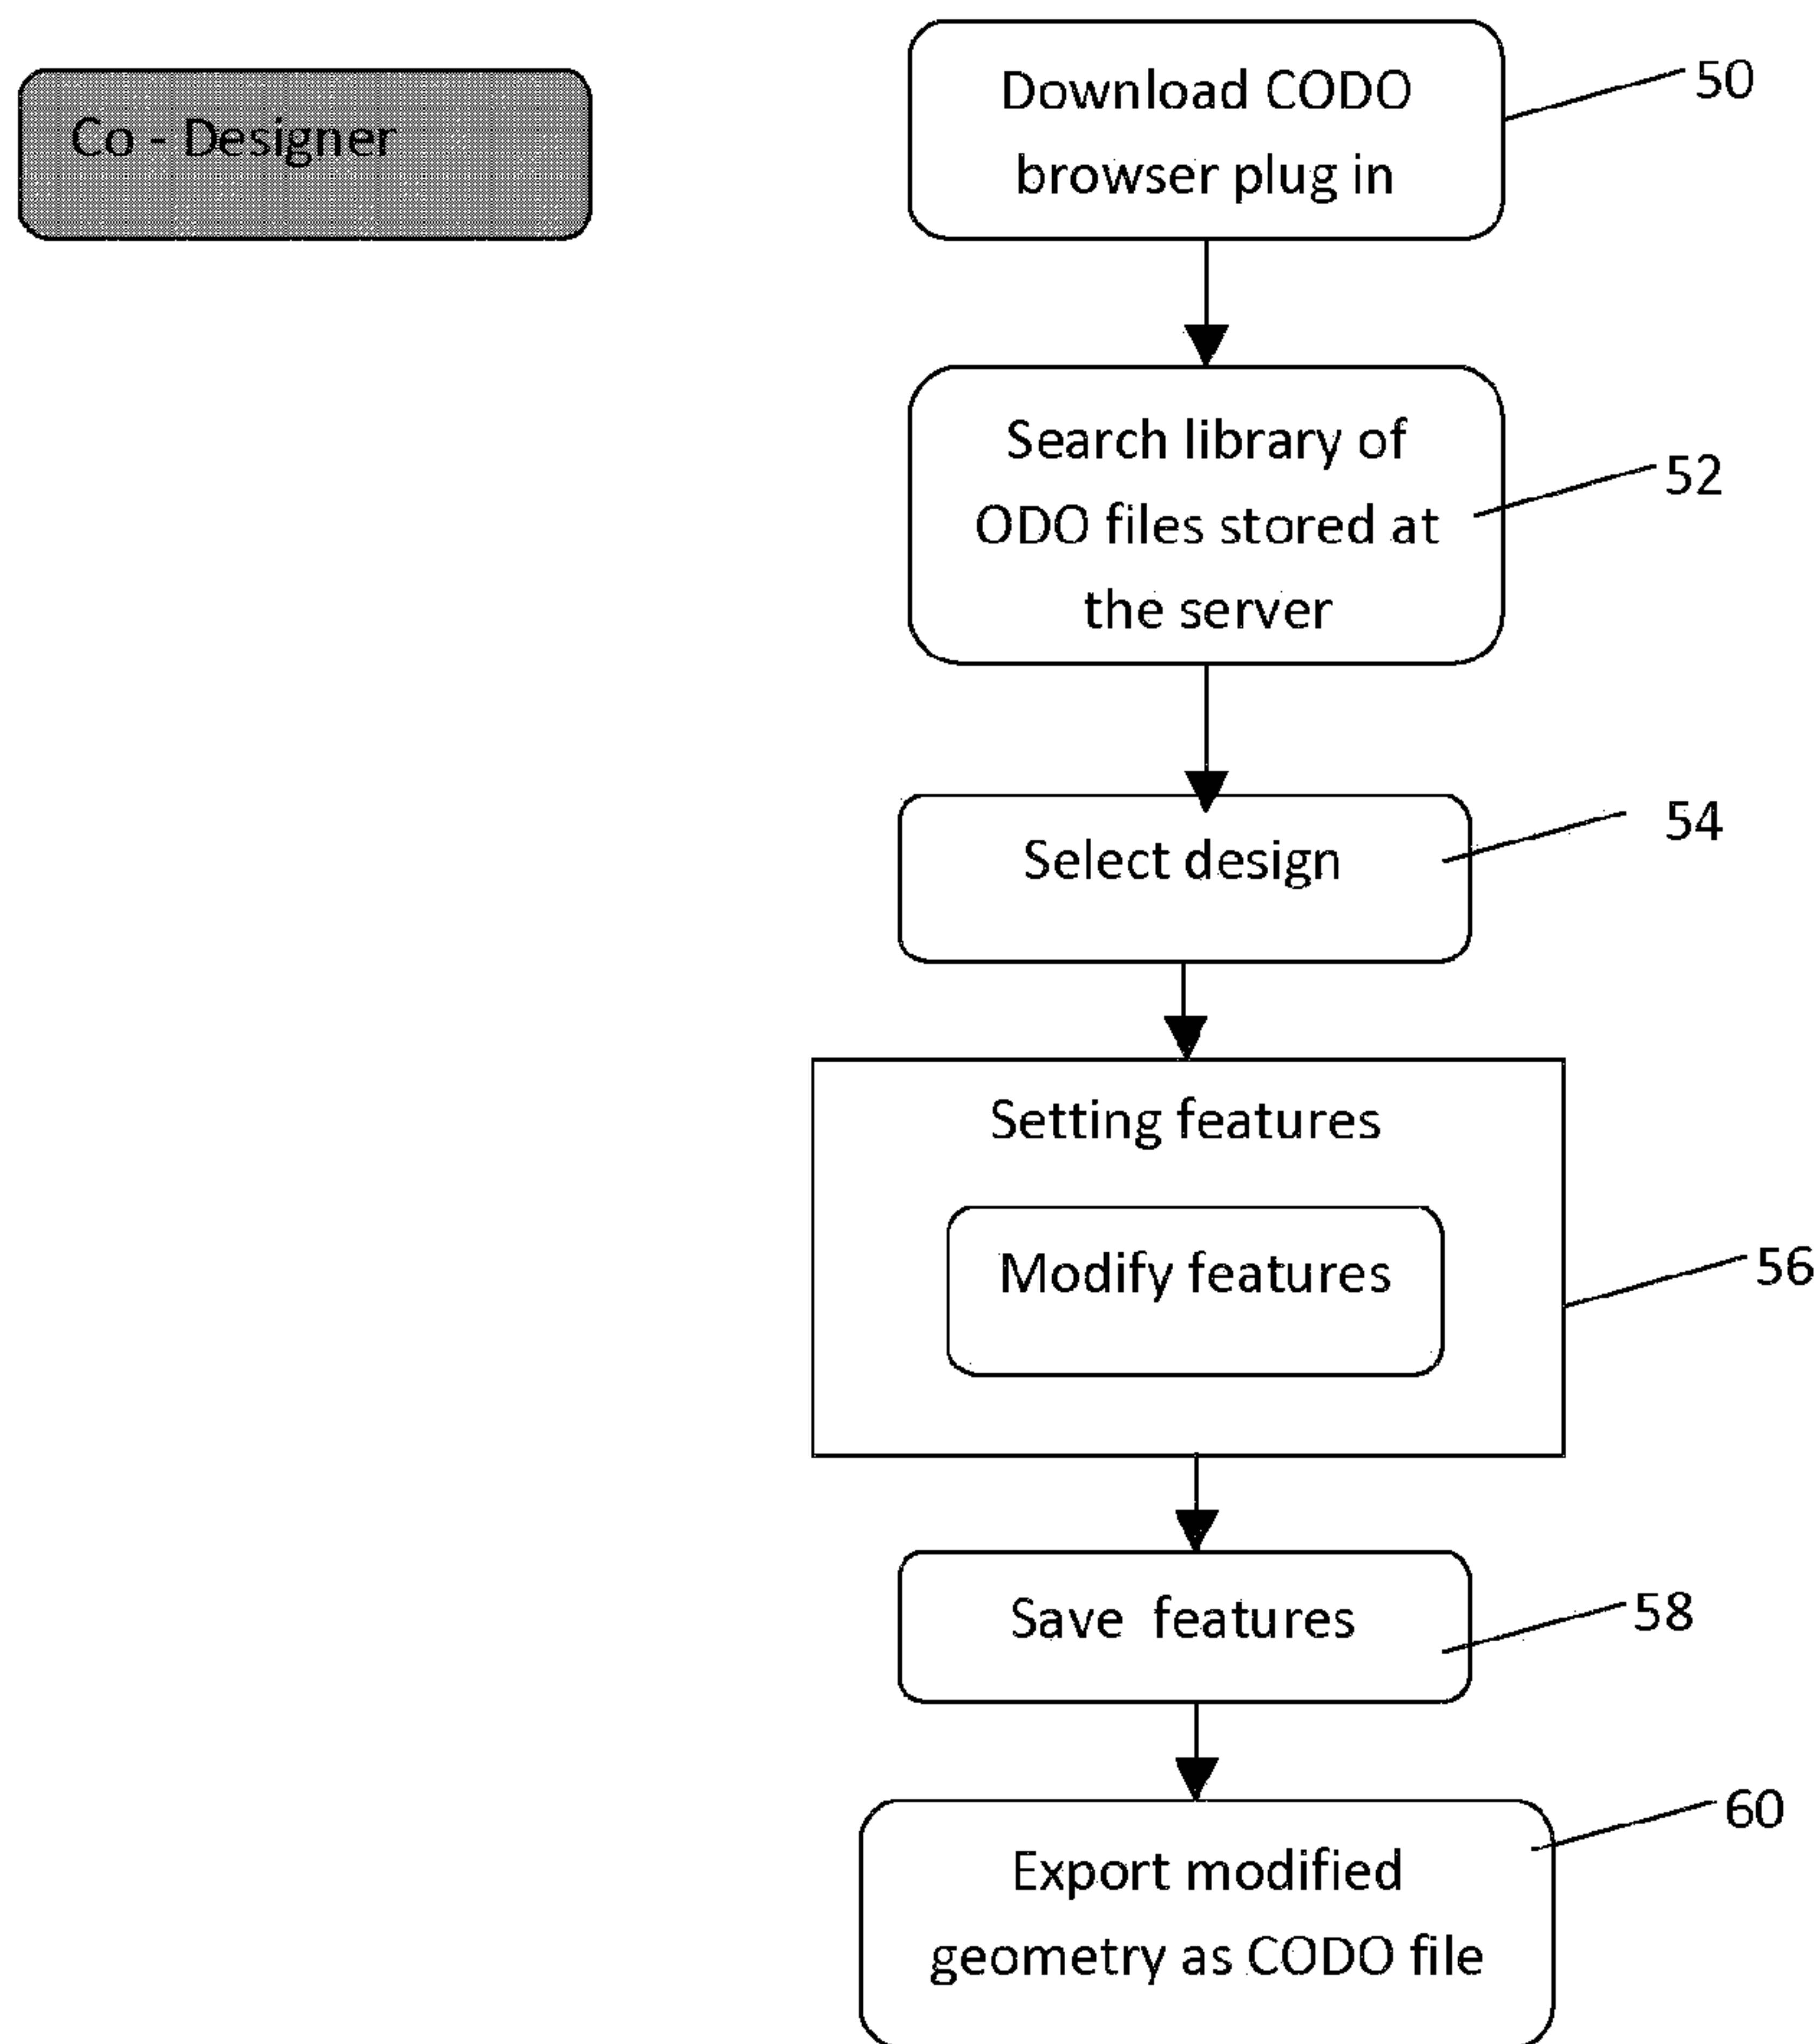 Co - Designer
Download CODO
browser plug in
50
Search library of
ODO files stored at
the server
52
Select design
54
Setting features
Modify features
56
Save features
58
Export modified
geometry as CODO file
60